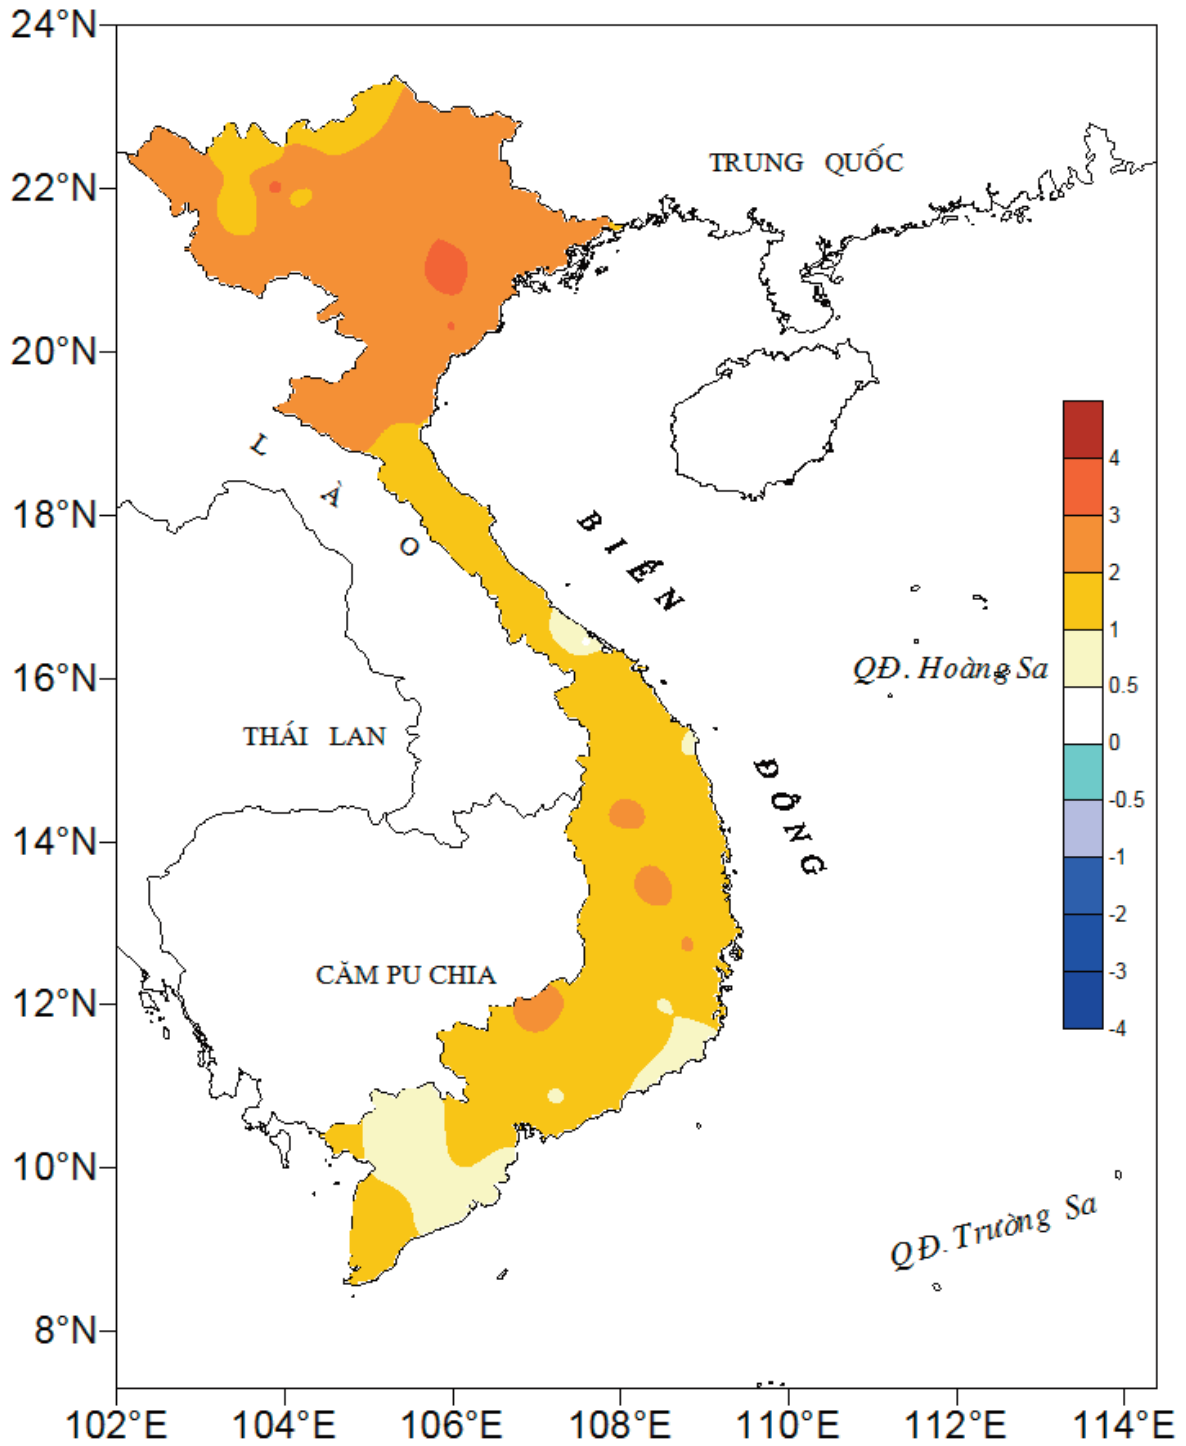 24°N
22°N
20°N
18°N
16°N
14°N
12°N
10°N
8°N
TRUNG QUỐC
L
À
O
BIỂN
ĐÔNG
QĐ. Hoàng Sa
THÁI LAN
CĂM PU CHIA
QĐ. Trường Sa
4
3
2
1
0.5
0
-0.5
-1
-2
-3
-4
102°E 104°E 106°E 108°E 110°E 112°E 114°E